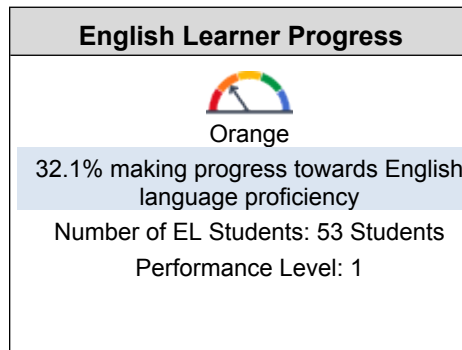 English Learner Progress
Orange
32.1% making progress towards English
language proficiency
Number of EL Students: 53 Students
Performance Level: 1